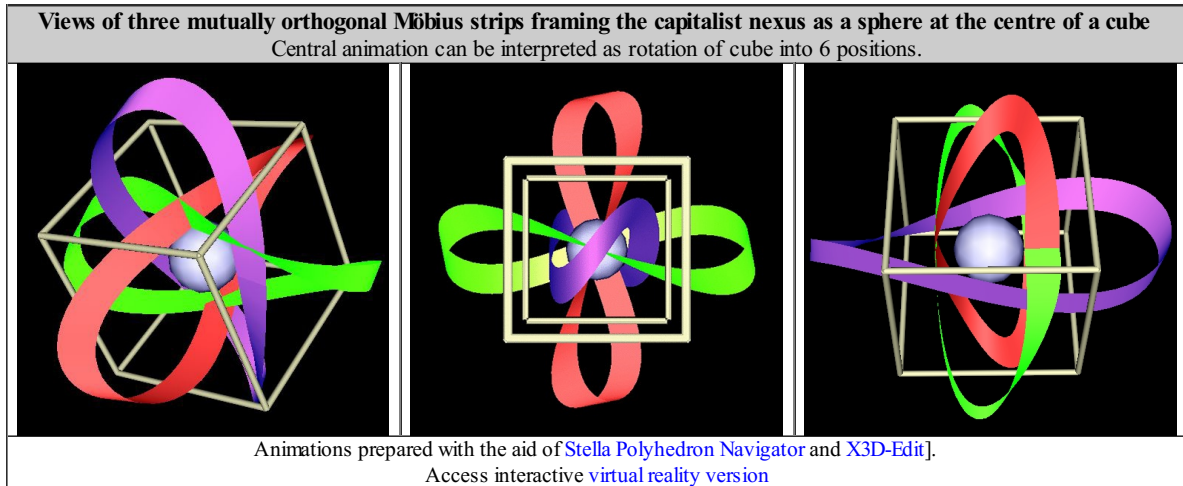 Views of three mutually orthogonal Möbius strips framing the capitalist nexus as a sphere at the centre of a cube
Central animation can be interpreted as rotation of cube into 6 positions.
Animations prepared with the aid of Stella Polyhedron Navigator and X3D-Edit].
Access interactive virtual reality version